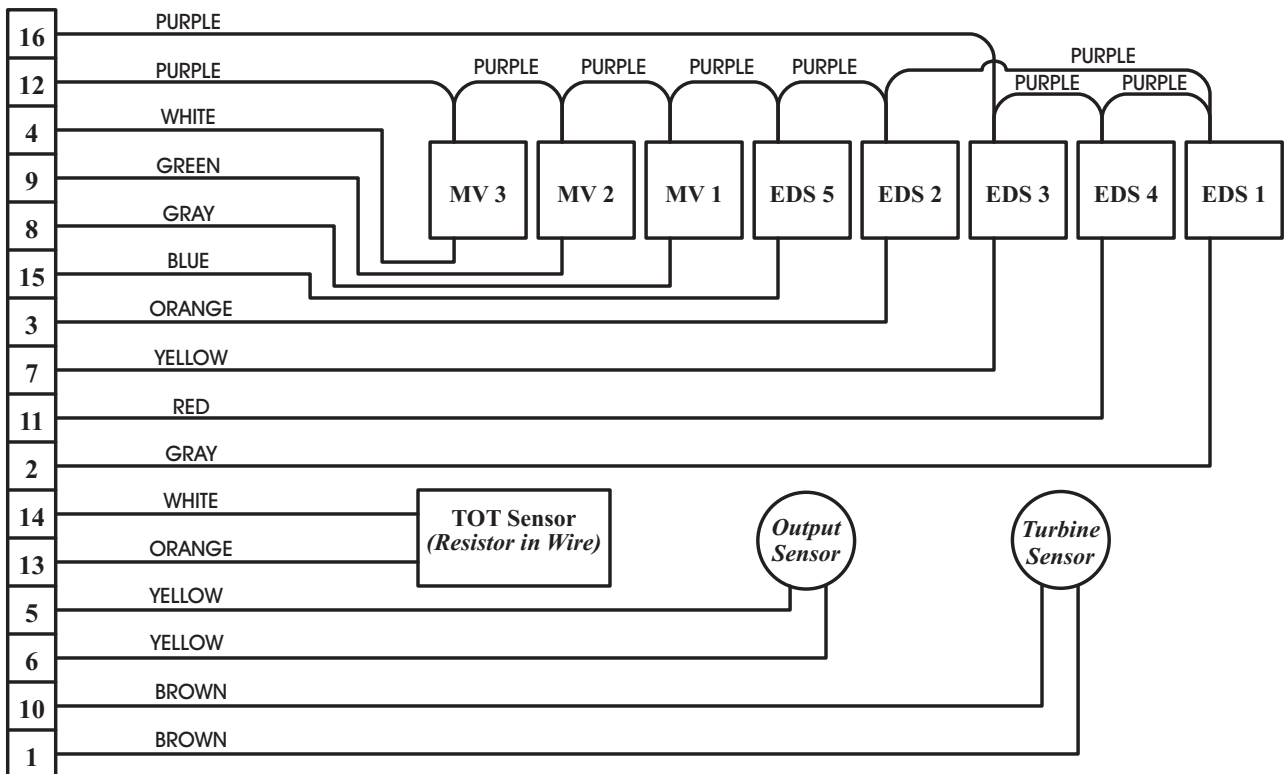 16 PURPLE
12 PURPLE PURPLE PURPLE PURPLE PURPLE PURPLE
PURPLE PURPLE
4 WHITE
9 GREEN
MV 3 MV 2 MV 1 EDS 5 EDS 2 EDS 3 EDS 4 EDS 1
8 GRAY
15 BLUE
3 ORANGE
7 YELLOW
11 RED
2 GRAY
14 WHITE
13 ORANGE
TOT Sensor
(Resistor in Wire)
Output
Sensor
Turbine
Sensor
5 YELLOW
6 YELLOW
10 BROWN
1 BROWN